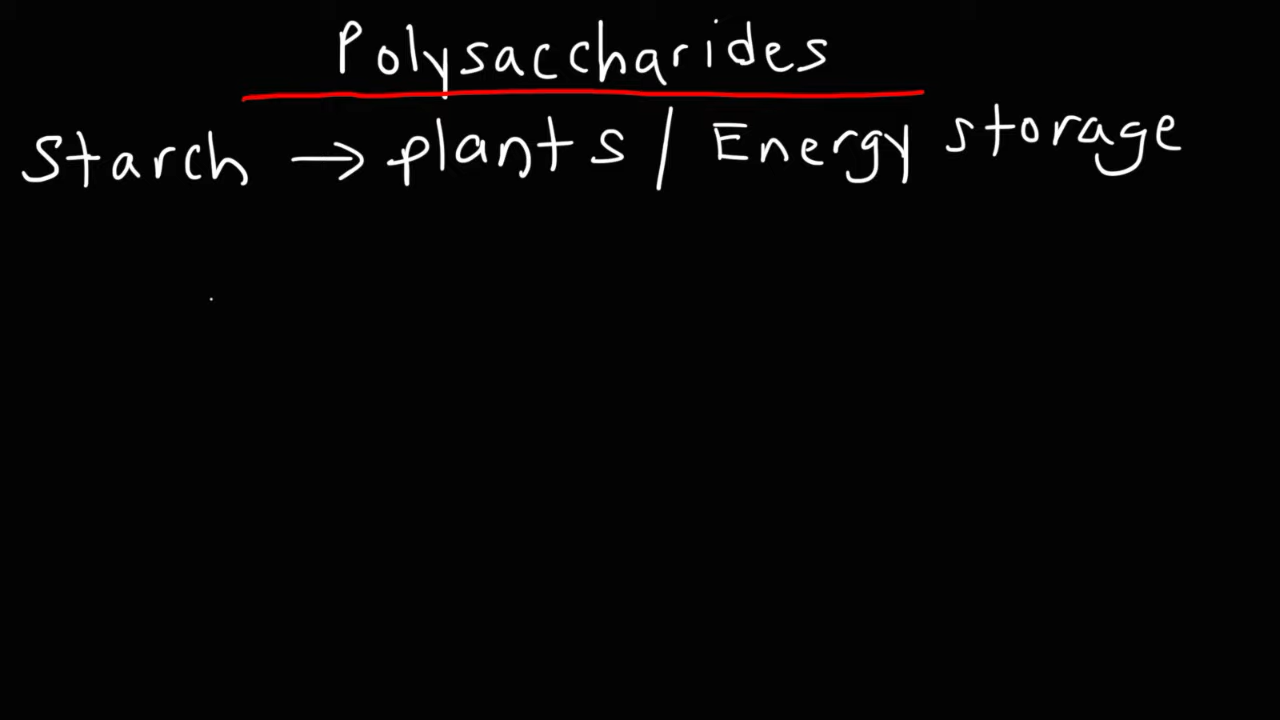 Polysaccharides
Starch → plants / Energy storage